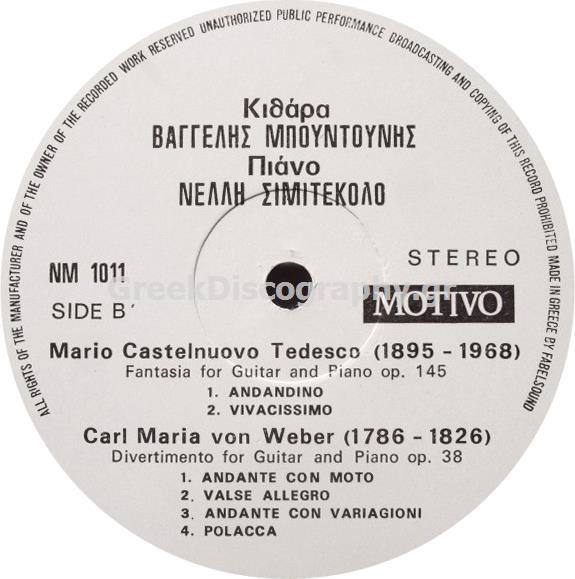 ALL RIGHTS OF THE MANUFACTURER AND OF THE OWNER OF THE RECORDED WORK RESERVED UNAUTHORIZED PUBLIC PERFORMANCE BROADCASTING AND COPYING OF THIS RECORD PROHIBITED MADE IN GREECE BY FABELSOUND
Κιθάρα
ΒΑΓΓΕΛΗΣ ΜΠΟΥΝΤΟΥΝΗΣ
Πιάνο
ΝΕΛΛΗ ΣΙΜΙΤΕΚΟΛΟ
STEREO
NM 1011
GreekDiscography.gr
SIDE B′
MOTIVO
Mario Castelnuovo Tedesco (1895 - 1968)
Fantasia for Guitar and Piano op. 145
1. ANDANDINO
2. VIVACISSIMO
Carl Maria von Weber (1786 - 1826)
Divertimento for Guitar and Piano op. 38
1. ANDANTE CON MOTO
2. VALSE ALLEGRO
3. ANDANTE CON VARIAGIONI
4. POLACCA